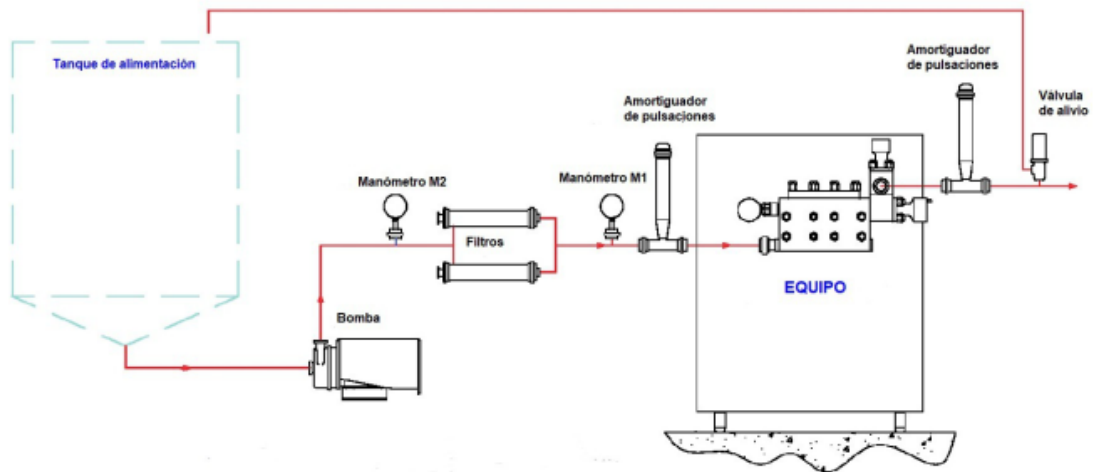 Tanque de alimentación
Amortiguador
de pulsaciones
Válvula
de alivio
Amortiguador
de pulsaciones
Manómetro M2
Manómetro M1
Filtros
EQUIPO
Bomba